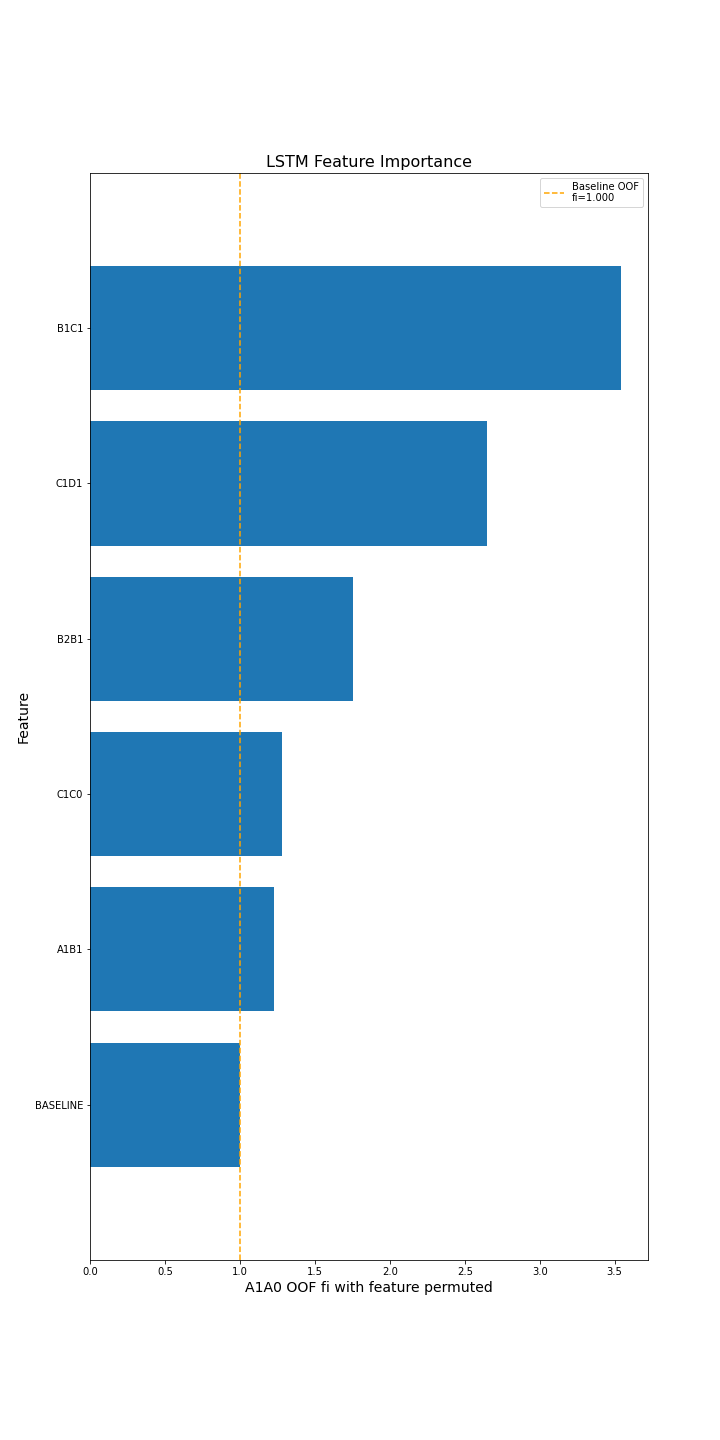 LSTM Feature Importance
Baseline OOF
fi=1.000
B1C1
C1D1
B2B1
C1C0
A1B1
BASELINE
Feature
0.0 0.5 1.0 1.5 2.0 2.5 3.0 3.5
A1A0 OOF fi with feature permuted